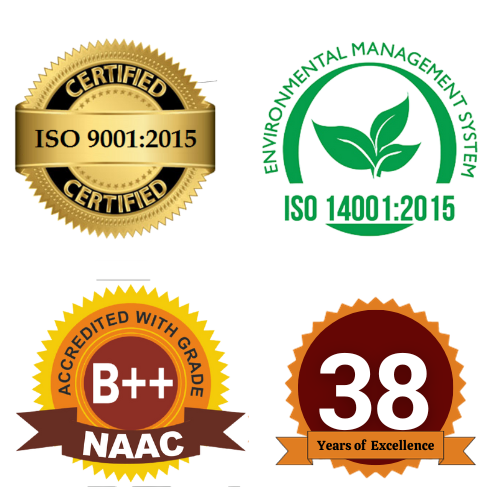 CERTIFIED
ISO 9001:2015
CERTIFIED
ENVIRONMENTAL MANAGEMENT SYSTEM
ISO 14001:2015
ACCREDITED WITH GRADE
B++
NAAC
38
Years of Excellence